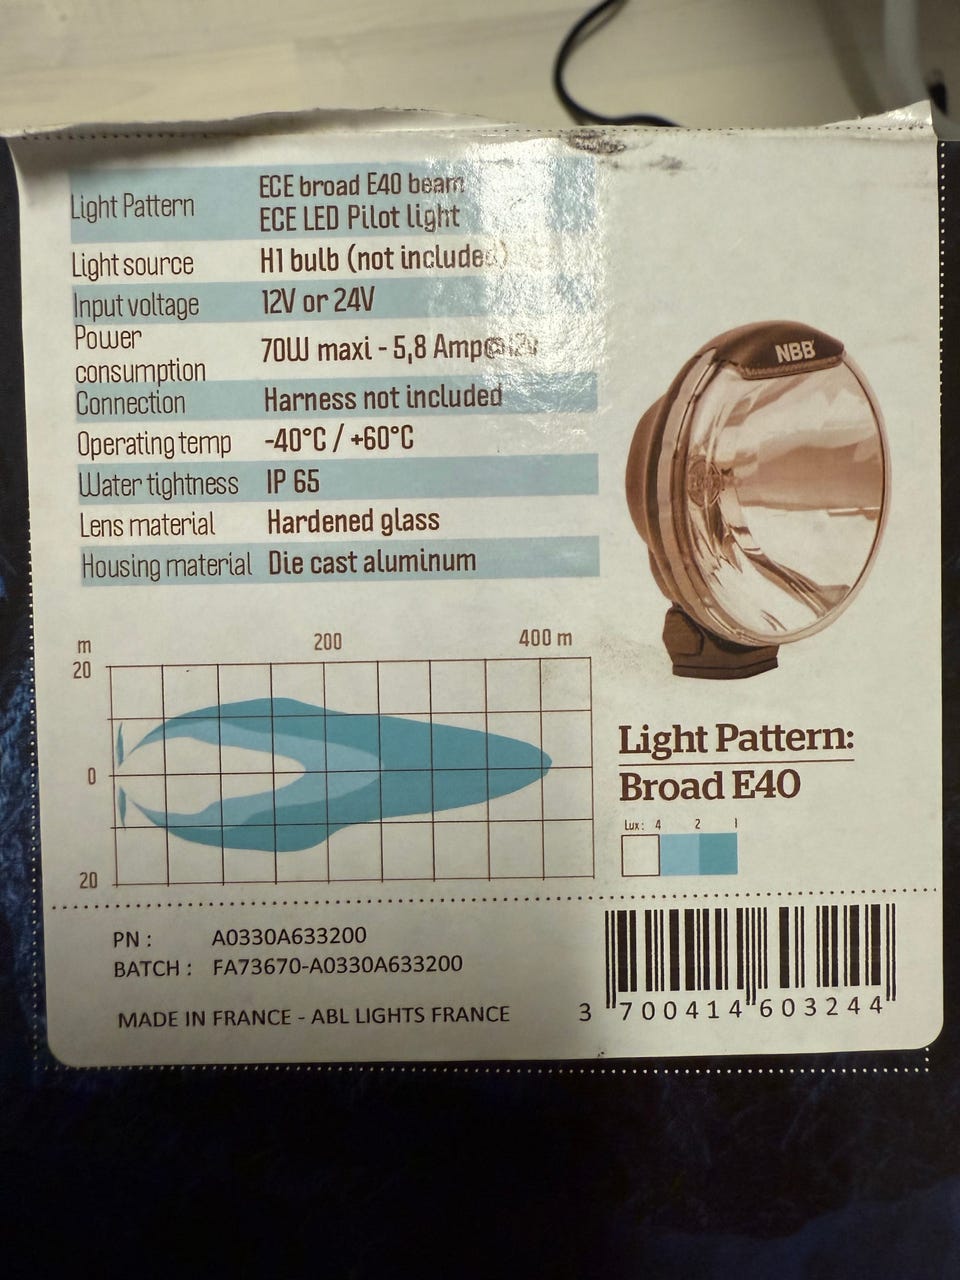 Light Pattern ECE broad E40 beam
ECE LED Pilot light
Light source H1 bulb (not included)
Input voltage 12V or 24V
Power consumption 70W maxi - 5,8 Amp@12v
Connection Harness not included
Operating temp -40°C / +60°C
Water tightness IP 65
Lens material Hardened glass
Housing material Die cast aluminum
NBB
m 200 400 m
20
0
20
Light Pattern:
Broad E40
Lux: 4 2 1
PN : A0330A633200
BATCH : FA73670-A0330A633200
MADE IN FRANCE - ABL LIGHTS FRANCE
3 700414 603244